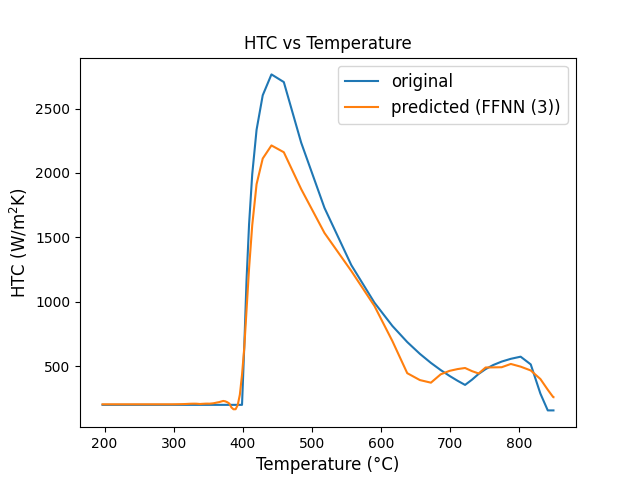 HTC vs Temperature
original
predicted (FFNN (3))
HTC (W/m²K)
2500
2000
1500
1000
500
200
300
400
500
600
700
800
Temperature (°C)